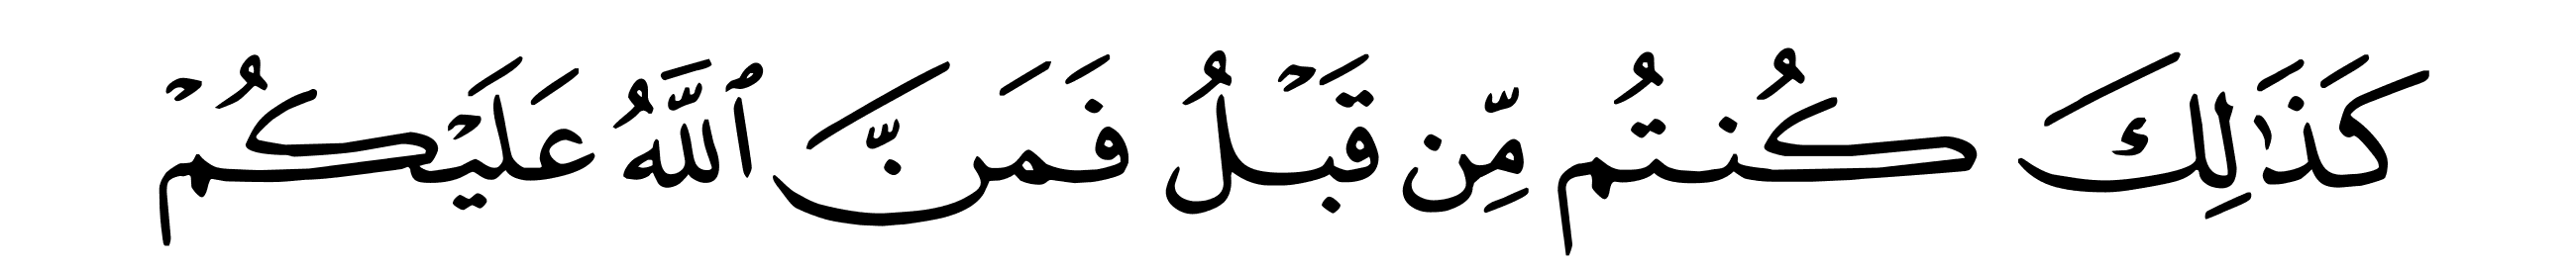 كَذَٰلِكَ كُنتُم مِّن قَبْلُ فَمَنَّ ٱللَّهُ عَلَيْكُمْ